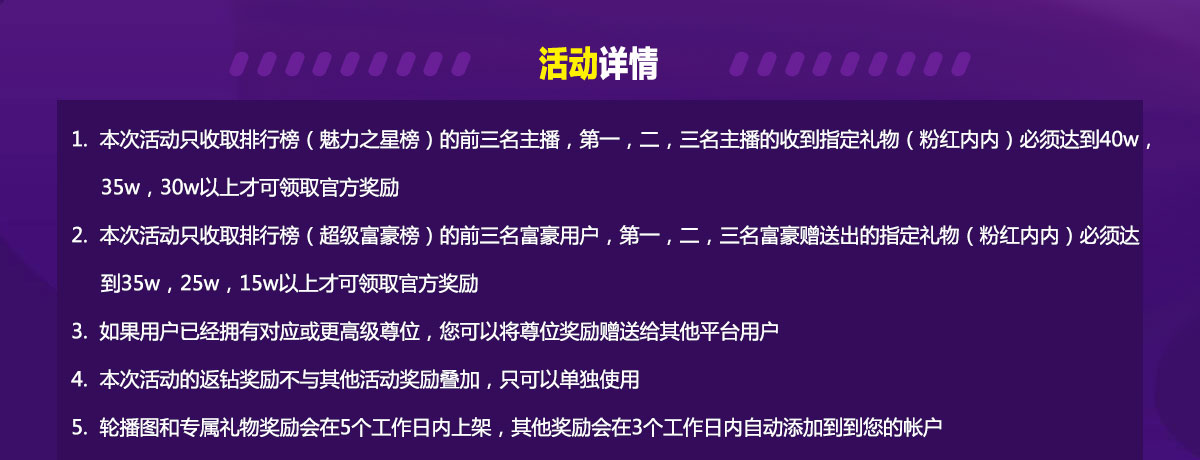 活动详情
1. 本次活动只收取排行榜（魅力之星榜）的前三名主播，第一，二，三名主播的收到指定礼物（粉红内内）必须达到40w，
35w，30w以上才可领取官方奖励
2. 本次活动只收取排行榜（超级富豪榜）的前三名富豪用户，第一，二，三名富豪赠送出的指定礼物（粉红内内）必须达
到35w，25w，15w以上才可领取官方奖励
3. 如果用户已经拥有对应或更高级尊位，您可以将尊位奖励赠送给其他平台用户
4. 本次活动的返钻奖励不与其他活动奖励叠加，只可以单独使用
5. 轮播图和专属礼物奖励会在5个工作日内上架，其他奖励会在3个工作日内自动添加到到您的帐户